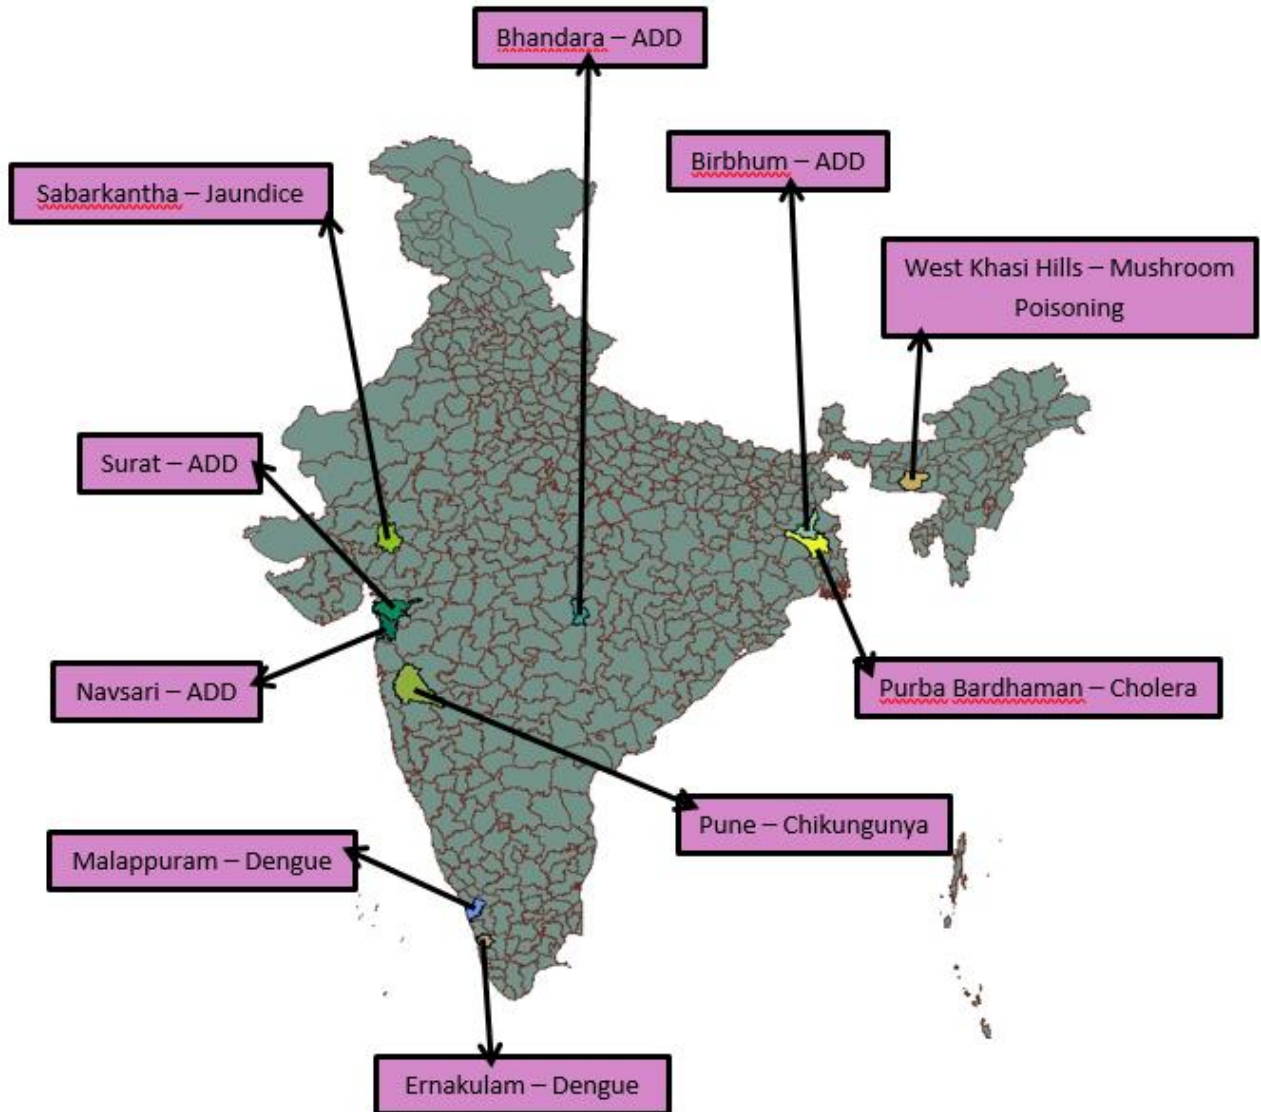 Bhandara – ADD
Birbhum – ADD
Sabarkantha – Jaundice
West Khasi Hills – Mushroom
Poisoning
Surat – ADD
Navsari – ADD
Purba Bardhaman – Cholera
Pune – Chikungunya
Malappuram – Dengue
Ernakulam – Dengue